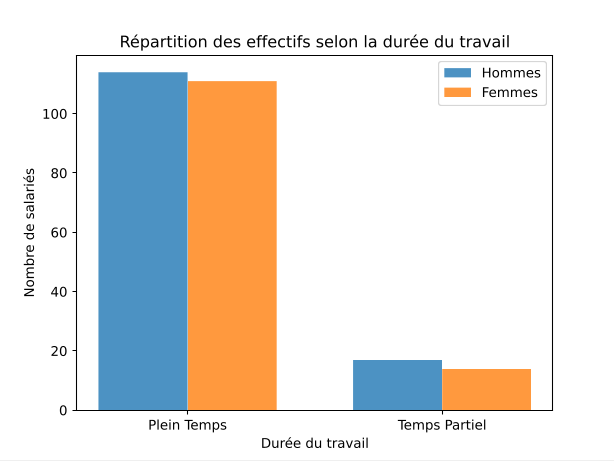 Répartition des effectifs selon la durée du travail
Hommes
Femmes
Nombre de salariés
100
80
60
40
20
0
Plein Temps
Temps Partiel
Durée du travail